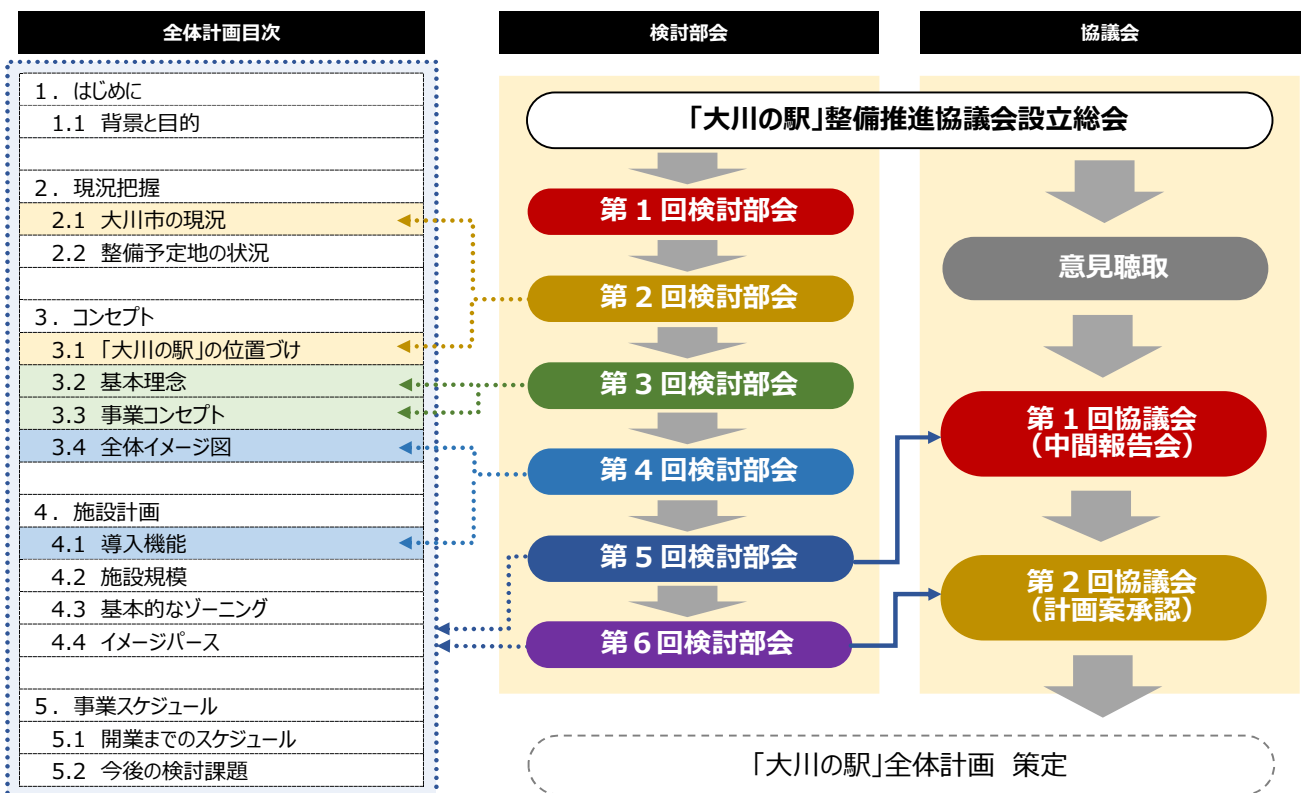 全体計画目次
1.はじめに
1.1 背景と目的
2.現況把握
2.1 大川市の現況
2.2 整備予定地の状況
3.コンセプト
3.1 「大川の駅」の位置づけ
3.2 基本理念
3.3 事業コンセプト
3.4 全体イメージ図
4.施設計画
4.1 導入機能
4.2 施設規模
4.3 基本的なゾーニング
4.4 イメージパース
5.事業スケジュール
5.1 開業までのスケジュール
5.2 今後の検討課題
検討部会
協議会
「大川の駅」整備推進協議会設立総会
第1回検討部会
第2回検討部会
第3回検討部会
第4回検討部会
第5回検討部会
第6回検討部会
意見聴取
第1回協議会
(中間報告会)
第2回協議会
(計画案承認)
「大川の駅」全体計画 策定